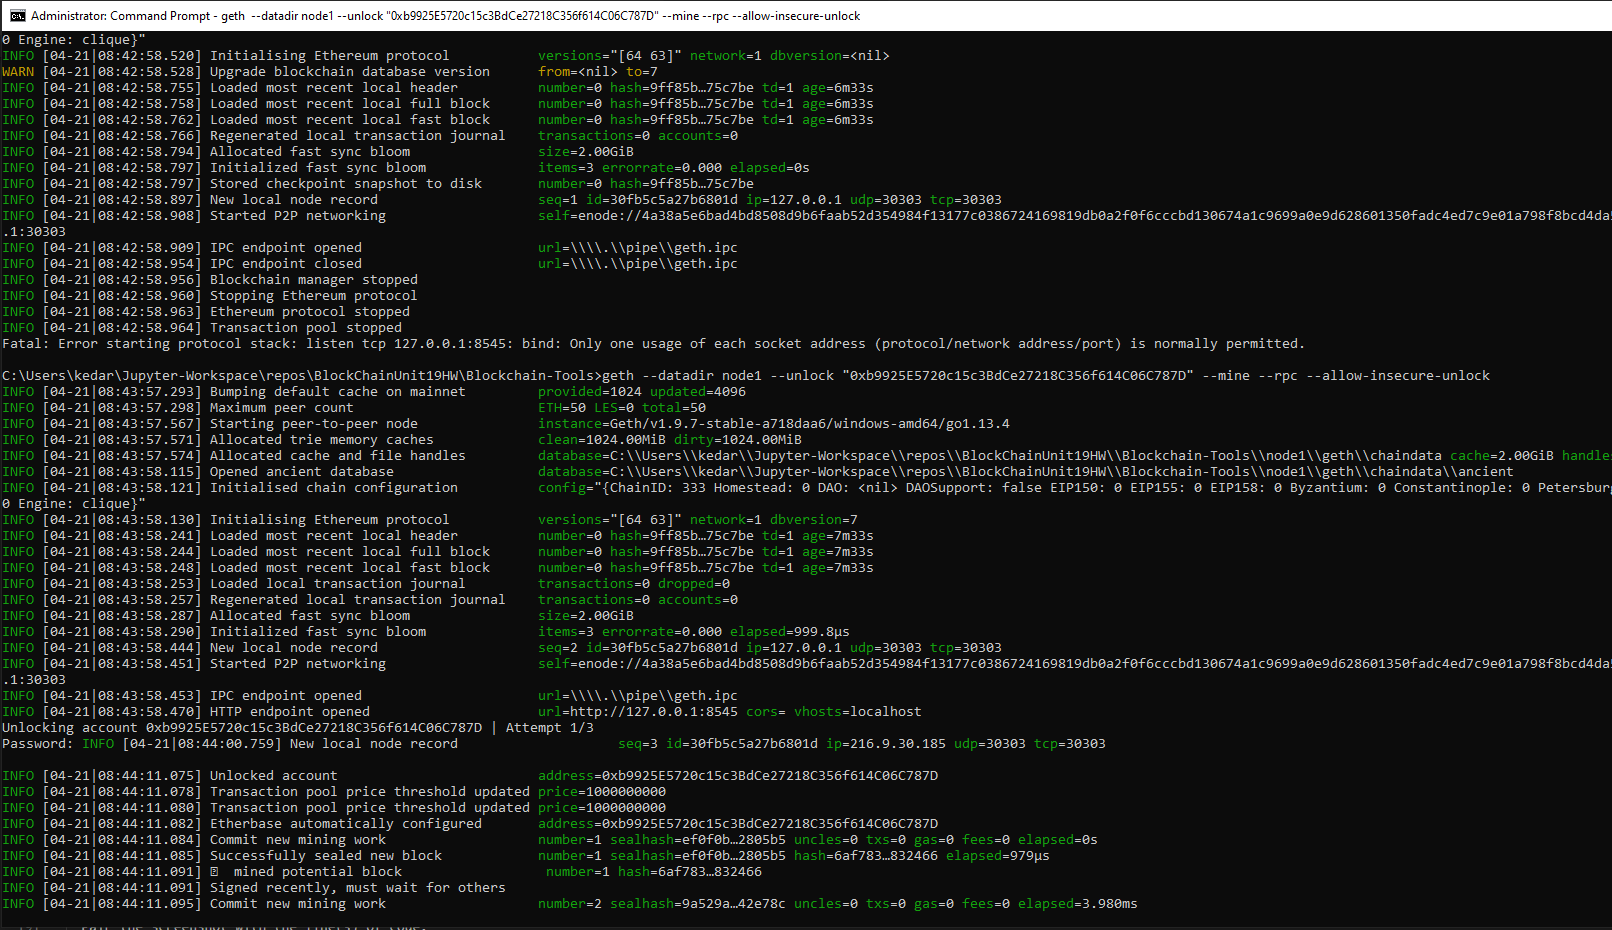 Administrator: Command Prompt - geth --datadir node1 --unlock "0xb9925E5720c15c3BdCe27218C356f614C06C787D" --mine --rpc --allow-insecure-unlock
0 Engine: clique}"
INFO [04-21|08:42:58.520] Initialising Ethereum protocol versions="[64 63]" network=1 dbversion=<nil>
WARN [04-21|08:42:58.528] Upgrade blockchain database version from=<nil> to=7
INFO [04-21|08:42:58.755] Loaded most recent local header number=0 hash=9ff85b…75c7be td=1 age=6m33s
INFO [04-21|08:42:58.758] Loaded most recent local full block number=0 hash=9ff85b…75c7be td=1 age=6m33s
INFO [04-21|08:42:58.762] Loaded most recent local fast block number=0 hash=9ff85b…75c7be td=1 age=6m33s
INFO [04-21|08:42:58.766] Regenerated local transaction journal transactions=0 accounts=0
INFO [04-21|08:42:58.794] Allocated fast sync bloom size=2.00GiB
INFO [04-21|08:42:58.797] Initialized fast sync bloom items=3 errorrate=0.000 elapsed=0s
INFO [04-21|08:42:58.797] Stored checkpoint snapshot to disk number=0 hash=9ff85b…75c7be
INFO [04-21|08:42:58.897] New local node record seq=1 id=30fb5c5a27b6801d ip=127.0.0.1 udp=30303 tcp=30303
INFO [04-21|08:42:58.908] Started P2P networking self=enode://4a38a5e6bad4bd8508d9b6faab52d354984f13177c0386724169819db0a2f0f6cccbd130674a1c9699a0e9d628601350fadc4ed7c9e01a798f8bcd4da5
.1:30303
INFO [04-21|08:42:58.909] IPC endpoint opened url=\\\\.\\pipe\\geth.ipc
INFO [04-21|08:42:58.954] IPC endpoint closed url=\\\\.\\pipe\\geth.ipc
INFO [04-21|08:42:58.956] Blockchain manager stopped
INFO [04-21|08:42:58.960] Stopping Ethereum protocol
INFO [04-21|08:42:58.963] Ethereum protocol stopped
INFO [04-21|08:42:58.964] Transaction pool stopped
Fatal: Error starting protocol stack: listen tcp 127.0.0.1:8545: bind: Only one usage of each socket address (protocol/network address/port) is normally permitted.
C:\Users\kedar\Jupyter-Workspace\repos\BlockChainUnit19HW\Blockchain-Tools>geth --datadir node1 --unlock "0xb9925E5720c15c3BdCe27218C356f614C06C787D" --mine --rpc --allow-insecure-unlock
INFO [04-21|08:43:57.293] Bumping default cache on mainnet provided=1024 updated=4096
INFO [04-21|08:43:57.298] Maximum peer count ETH=50 LES=0 total=50
INFO [04-21|08:43:57.567] Starting peer-to-peer node instance=Geth/v1.9.7-stable-a718daa6/windows-amd64/go1.13.4
INFO [04-21|08:43:57.571] Allocated trie memory caches clean=1024.00MiB dirty=1024.00MiB
INFO [04-21|08:43:57.574] Allocated cache and file handles database=C:\\Users\\kedar\\Jupyter-Workspace\\repos\\BlockChainUnit19HW\\Blockchain-Tools\\node1\\geth\\chaindata cache=2.00GiB handles
INFO [04-21|08:43:58.115] Opened ancient database database=C:\\Users\\kedar\\Jupyter-Workspace\\repos\\BlockChainUnit19HW\\Blockchain-Tools\\node1\\geth\\chaindata\\ancient
INFO [04-21|08:43:58.121] Initialised chain configuration config="{ChainID: 333 Homestead: 0 DAO: <nil> DAOSupport: false EIP150: 0 EIP155: 0 EIP158: 0 Byzantium: 0 Constantinople: 0 Petersburg
0 Engine: clique}"
INFO [04-21|08:43:58.130] Initialising Ethereum protocol versions="[64 63]" network=1 dbversion=7
INFO [04-21|08:43:58.241] Loaded most recent local header number=0 hash=9ff85b…75c7be td=1 age=7m33s
INFO [04-21|08:43:58.244] Loaded most recent local full block number=0 hash=9ff85b…75c7be td=1 age=7m33s
INFO [04-21|08:43:58.248] Loaded most recent local fast block number=0 hash=9ff85b…75c7be td=1 age=7m33s
INFO [04-21|08:43:58.253] Loaded local transaction journal transactions=0 dropped=0
INFO [04-21|08:43:58.257] Regenerated local transaction journal transactions=0 accounts=0
INFO [04-21|08:43:58.287] Allocated fast sync bloom size=2.00GiB
INFO [04-21|08:43:58.290] Initialized fast sync bloom items=3 errorrate=0.000 elapsed=999.8µs
INFO [04-21|08:43:58.444] New local node record seq=2 id=30fb5c5a27b6801d ip=127.0.0.1 udp=30303 tcp=30303
INFO [04-21|08:43:58.451] Started P2P networking self=enode://4a38a5e6bad4bd8508d9b6faab52d354984f13177c0386724169819db0a2f0f6cccbd130674a1c9699a0e9d628601350fadc4ed7c9e01a798f8bcd4da5
.1:30303
INFO [04-21|08:43:58.453] IPC endpoint opened url=\\\\.\\pipe\\geth.ipc
INFO [04-21|08:43:58.470] HTTP endpoint opened url=http://127.0.0.1:8545 cors= vhosts=localhost
Unlocking account 0xb9925E5720c15c3BdCe27218C356f614C06C787D | Attempt 1/3
Password: INFO [04-21|08:44:00.759] New local node record seq=3 id=30fb5c5a27b6801d ip=216.9.30.185 udp=30303 tcp=30303
INFO [04-21|08:44:11.075] Unlocked account address=0xb9925E5720c15c3BdCe27218C356f614C06C787D
INFO [04-21|08:44:11.078] Transaction pool price threshold updated price=1000000000
INFO [04-21|08:44:11.080] Transaction pool price threshold updated price=1000000000
INFO [04-21|08:44:11.082] Etherbase automatically configured address=0xb9925E5720c15c3BdCe27218C356f614C06C787D
INFO [04-21|08:44:11.084] Commit new mining work number=1 sealhash=ef0f0b…2805b5 uncles=0 txs=0 gas=0 fees=0 elapsed=0s
INFO [04-21|08:44:11.085] Successfully sealed new block number=1 sealhash=ef0f0b…2805b5 hash=6af783…832466 elapsed=979µs
INFO [04-21|08:44:11.091] mined potential block number=1 hash=6af783…832466
INFO [04-21|08:44:11.091] Signed recently, must wait for others
INFO [04-21|08:44:11.095] Commit new mining work number=2 sealhash=9a529a…42e78c uncles=0 txs=0 gas=0 fees=0 elapsed=3.980ms